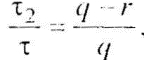 τ₂/τ = (q − r)/q.